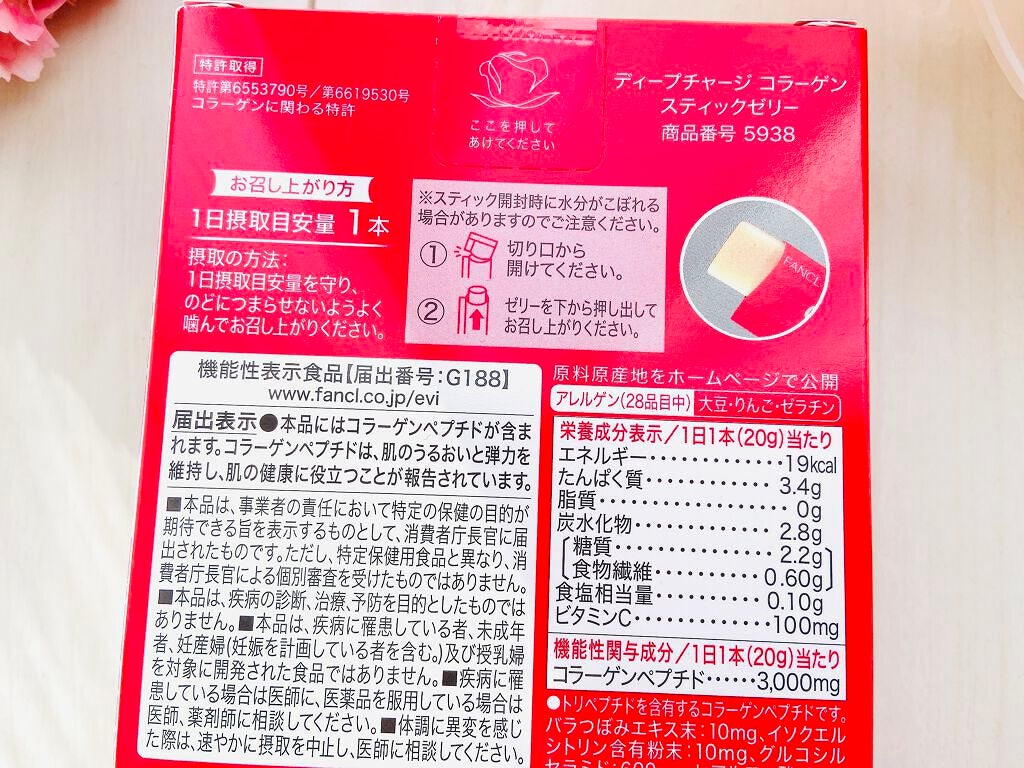 特許取得
特許第6553790号／第6619530号
コラーゲンに関わる特許
ここを押して
あけてください
ディープチャージ コラーゲン
スティックゼリー
商品番号 5938
お召し上がり方
1日摂取目安量 1本
摂取の方法：
1日摂取目安量を守り、
のどにつまらせないようよく
噛んでお召し上がりください。
※スティック開封時に水分がこぼれる
場合がありますのでご注意ください。
① 切り口から
開けてください。
② ゼリーを下から押し出して
お召し上がりください。
FANCL
機能性表示食品【届出番号：G188】
www.fancl.co.jp/evi
届出表示●本品にはコラーゲンペプチドが含ま
れます。コラーゲンペプチドは、肌のうるおいと弾力を
維持し、肌の健康に役立つことが報告されています。
■本品は、事業者の責任において特定の保健の目的が
期待できる旨を表示するものとして、消費者庁長官に届
出されたものです。ただし、特定保健用食品と異なり、消
費者庁長官による個別審査を受けたものではありません。
■本品は、疾病の診断、治療、予防を目的としたものでは
ありません。■本品は、疾病に罹患している者、未成年
者、妊産婦(妊娠を計画している者を含む。)及び授乳婦
を対象に開発された食品ではありません。■疾病に罹
患している場合は医師に、医薬品を服用している場合は
医師、薬剤師に相談してください。■体調に異変を感じ
た際は、速やかに摂取を中止し、医師に相談してください。
原料原産地をホームページで公開
アレルゲン(28品目中) 大豆・りんご・ゼラチン
栄養成分表示／1日1本(20g)当たり
エネルギー・・・・・・・・・・・・・19kcal
たんぱく質・・・・・・・・・・・・3.4g
脂質・・・・・・・・・・・・・・・・・0g
炭水化物・・・・・・・・・・・・・2.8g
糖質・・・・・・・・・・・・・・・2.2g
食物繊維・・・・・・・・・・0.60g
食塩相当量・・・・・・・・・・0.10g
ビタミンC・・・・・・・・・・・・100mg
機能性関与成分／1日1本(20g)当たり
コラーゲンペプチド・・・・・・3,000mg
●トリペプチドを含有するコラーゲンペプチドです。
バラつぼみエキス末：10mg、イソクエル
シトリン含有粉末：10mg、グルコシル